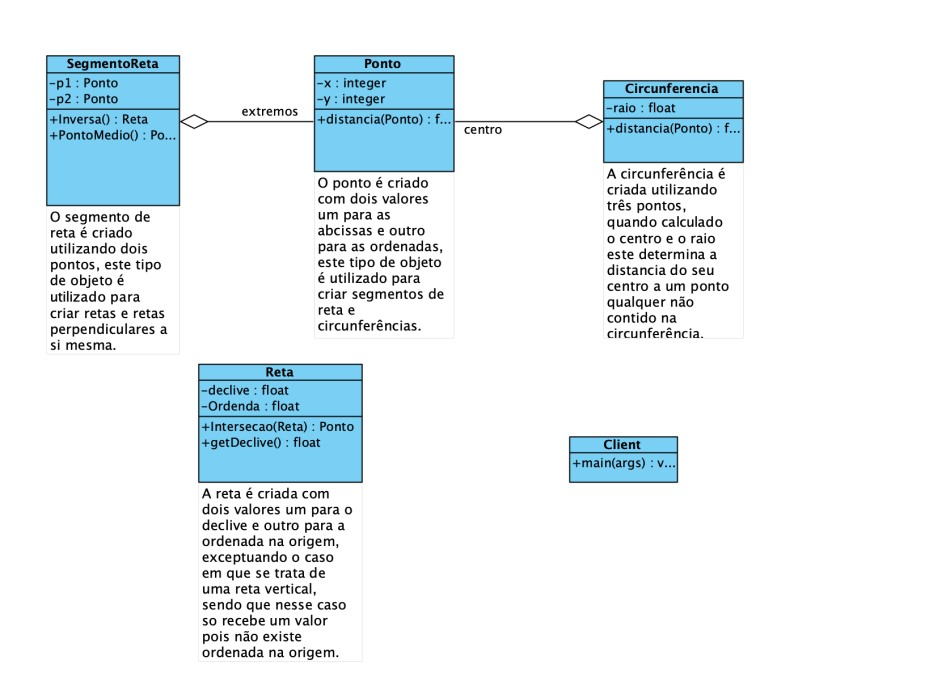 SegmentoReta
-p1 : Ponto
-p2 : Ponto
+Inversa() : Reta
+PontoMedio() : Po...
O segmento de
reta é criado
utilizando dois
pontos, este tipo
de objeto é
utilizado para
criar retas e retas
perpendiculares a
si mesma.
extremos
Ponto
-x : integer
-y : integer
+distancia(Ponto) : f...
O ponto é criado
com dois valores
um para as
abcissas e outro
para as ordenadas,
este tipo de objeto
é utilizado para
criar segmentos de
reta e
circunferências.
centro
Circunferencia
-raio : float
+distancia(Ponto) : f...
A circunferência é
criada utilizando
três pontos,
quando calculado
o centro e o raio
este determina a
distancia do seu
centro a um ponto
qualquer não
contido na
circunferência.
Reta
-declive : float
-Ordenda : float
+Intersecao(Reta) : Ponto
+getDeclive() : float
A reta é criada com
dois valores um para o
declive e outro para a
ordenada na origem,
exceptuando o caso
em que se trata de
uma reta vertical,
sendo que nesse caso
so recebe um valor
pois não existe
ordenada na origem.
Client
+main(args) : v...